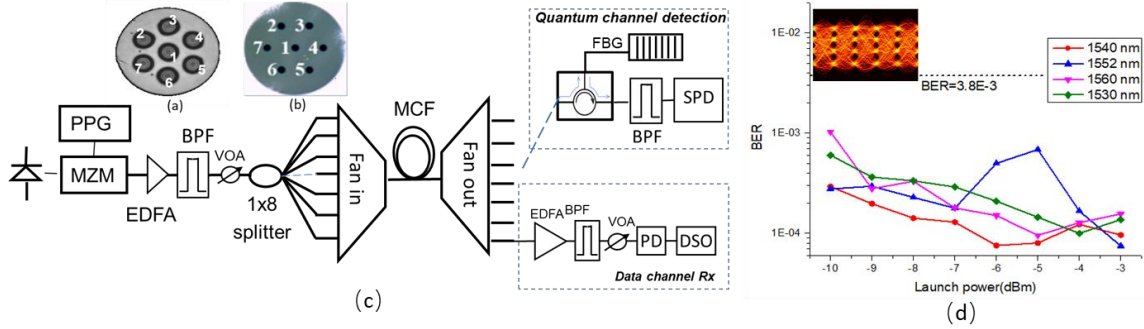 3
2
4
1
7
5
6
(a)
2 3
7 1 4
6 5
(b)
PPG
MZM
EDFA
BPF
VOA
1x8
splitter
Fan in
MCF
Fan out
Quantum channel detection
FBG
BPF
SPD
EDFA
BPF
VOA
PD
DSO
Data channel Rx
(c)
1E-02
1E-03
1E-04
BER
BER=3.8E-3
1540 nm
1552 nm
1560 nm
1530 nm
-10 -9 -8 -7 -6 -5 -4 -3
Launch power(dBm)
(d)